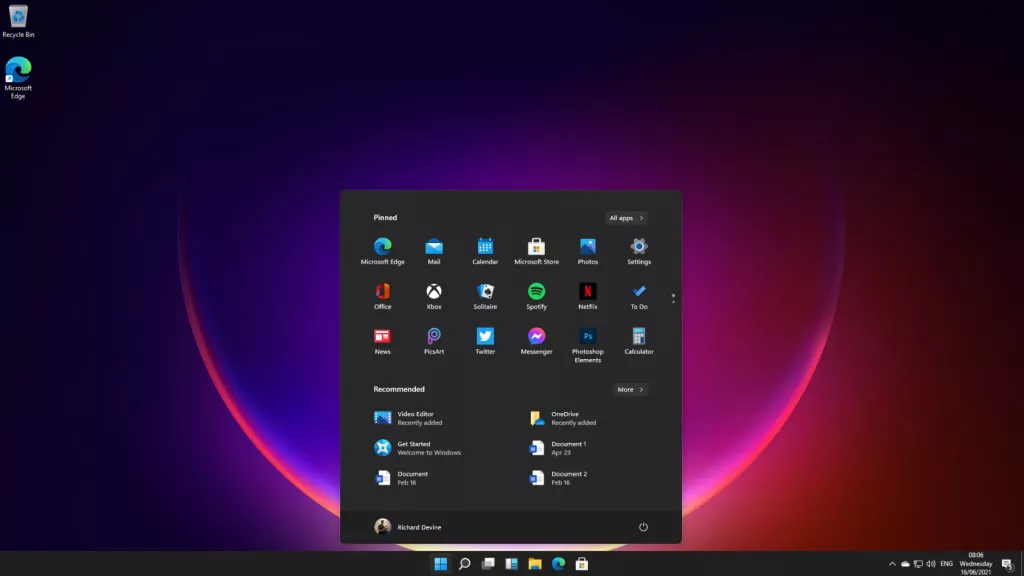 Recycle Bin
Microsoft
Edge
Pinned
All apps
Microsoft Edge
Mail
Calendar
Microsoft Store
Photos
Settings
Office
Xbox
Solitaire
Spotify
Netflix
To Do
News
PicsArt
Twitter
Messenger
Photoshop
Elements
Calculator
Recommended
More
Video Editor
Recently added
OneDrive
Recently added
Get Started
Welcome to Windows
Document 1
Apr 23
Document
Feb 16
Document 2
Feb 16
Richard Devine
ENG
08:06
Wednesday
16/06/2021